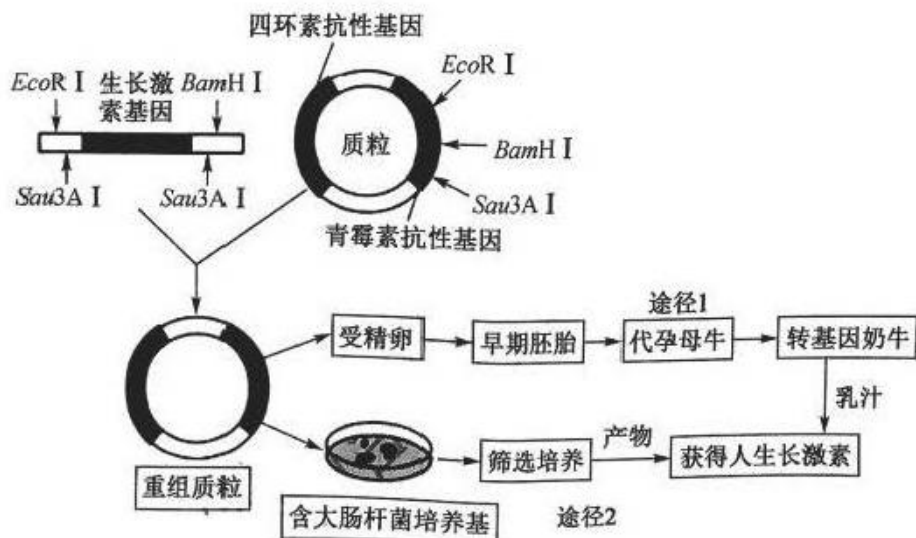 四环素抗性基因
EcoR Ⅰ
生长激
素基因
BamH Ⅰ
EcoR Ⅰ
质粒
BamH Ⅰ
Sau3A Ⅰ
Sau3A Ⅰ
Sau3A Ⅰ
青霉素抗性基因
途径1
受精卵
早期胚胎
代孕母牛
转基因奶牛
乳汁
产物
筛选培养
获得人生长激素
重组质粒
含大肠杆菌培养基
途径2